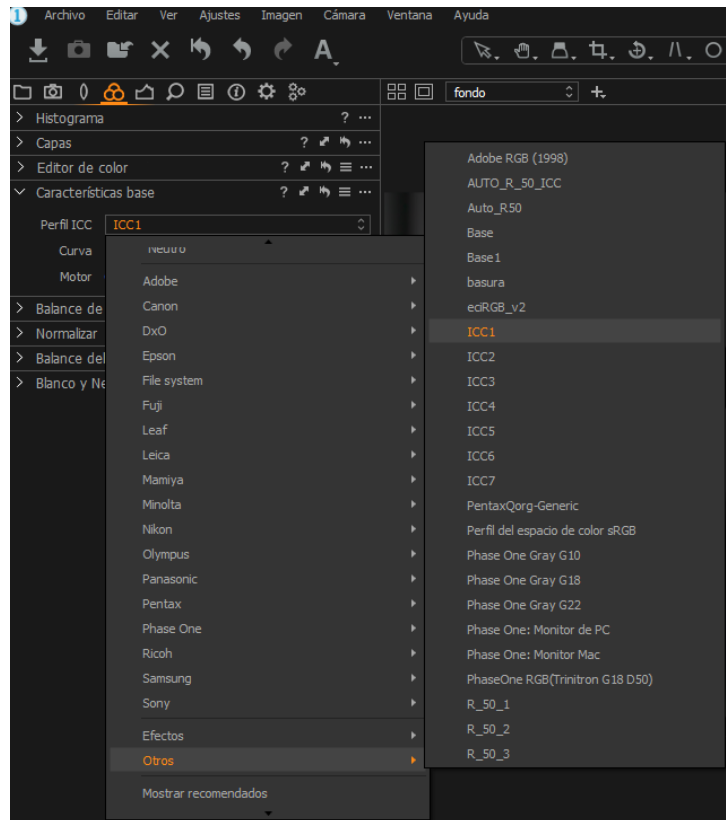 Archivo Editar Ver Ajustes Imagen Cámara Ventana Ayuda
fondo
Histograma
Capas
Editor de color
Características base
Perfil ICC ICC1
Curva
Motor
Balance de
Normalizar
Balance del
Blanco y Ne
Neutro
Adobe
Canon
DxO
Epson
File system
Fuji
Leaf
Leica
Mamiya
Minolta
Nikon
Olympus
Panasonic
Pentax
Phase One
Ricoh
Samsung
Sony
Efectos
Otros
Mostrar recomendados
Adobe RGB (1998)
AUTO_R_50_ICC
Auto_R50
Base
Base1
basura
eciRGB_v2
ICC1
ICC2
ICC3
ICC4
ICC5
ICC6
ICC7
PentaxQorg-Generic
Perfil del espacio de color sRGB
Phase One Gray G10
Phase One Gray G18
Phase One Gray G22
Phase One: Monitor de PC
Phase One: Monitor Mac
PhaseOne RGB(Trinitron G18 D50)
R_50_1
R_50_2
R_50_3